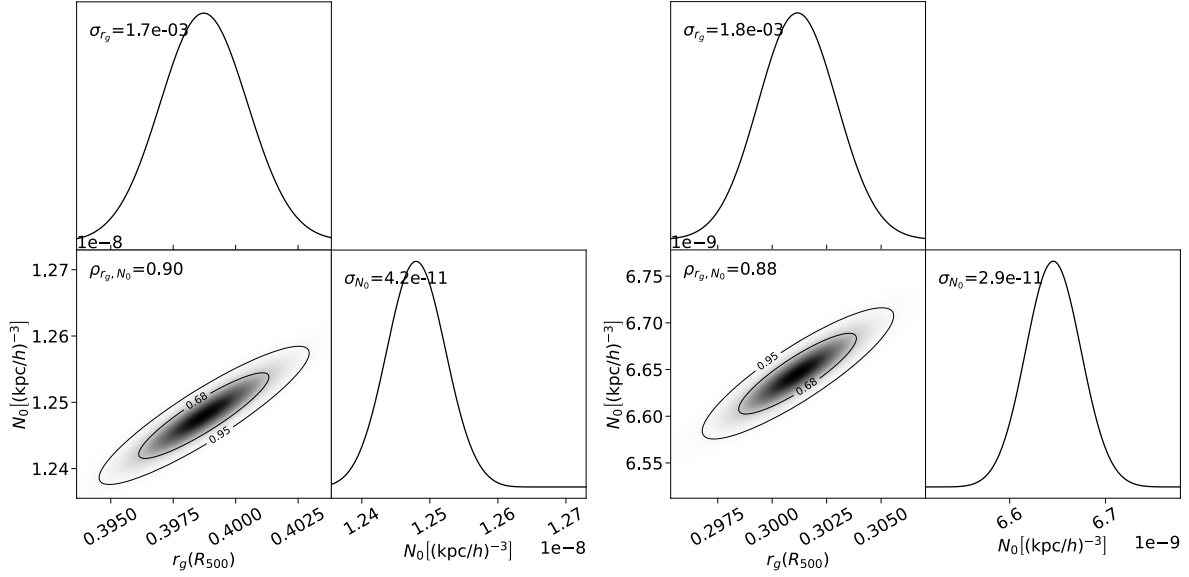 σ_{r_g}=1.7e-03
1e-8
ρ_{r_g, N_0}=0.90
σ_{N_0}=4.2e-11
1.27
1.26
1.25
1.24
N_0[(kpc/h)^{-3}]
0.68
0.95
0.3950
0.3975
0.4000
0.4025
r_g(R_{500})
1.24
1.25
1.26
1.27
N_0[(kpc/h)^{-3}]
1e-8
σ_{r_g}=1.8e-03
1e-9
ρ_{r_g, N_0}=0.88
σ_{N_0}=2.9e-11
6.75
6.70
6.65
6.60
6.55
N_0[(kpc/h)^{-3}]
0.95
0.68
0.2975
0.3000
0.3025
0.3050
r_g(R_{500})
6.6
6.7
N_0[(kpc/h)^{-3}]
1e-9